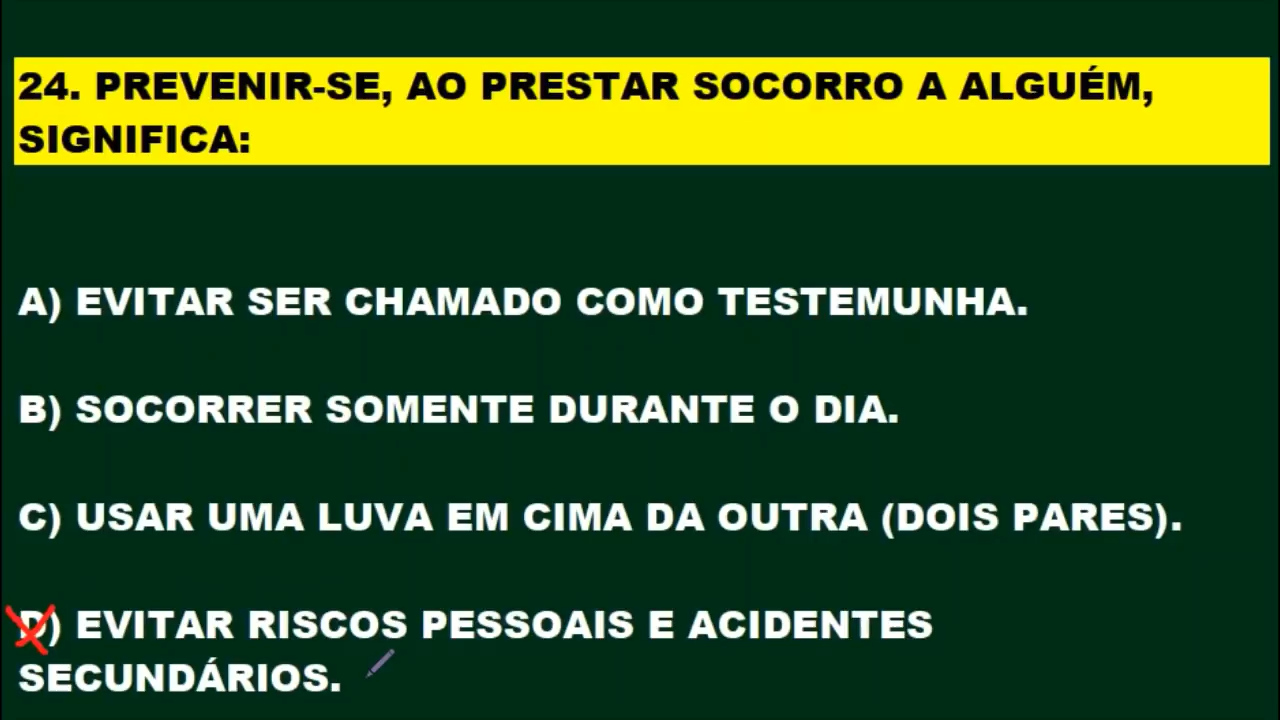 24. PREVENIR-SE, AO PRESTAR SOCORRO A ALGUÉM,
SIGNIFICA:
A) EVITAR SER CHAMADO COMO TESTEMUNHA.
B) SOCORRER SOMENTE DURANTE O DIA.
C) USAR UMA LUVA EM CIMA DA OUTRA (DOIS PARES).
D) EVITAR RISCOS PESSOAIS E ACIDENTES
SECUNDÁRIOS.